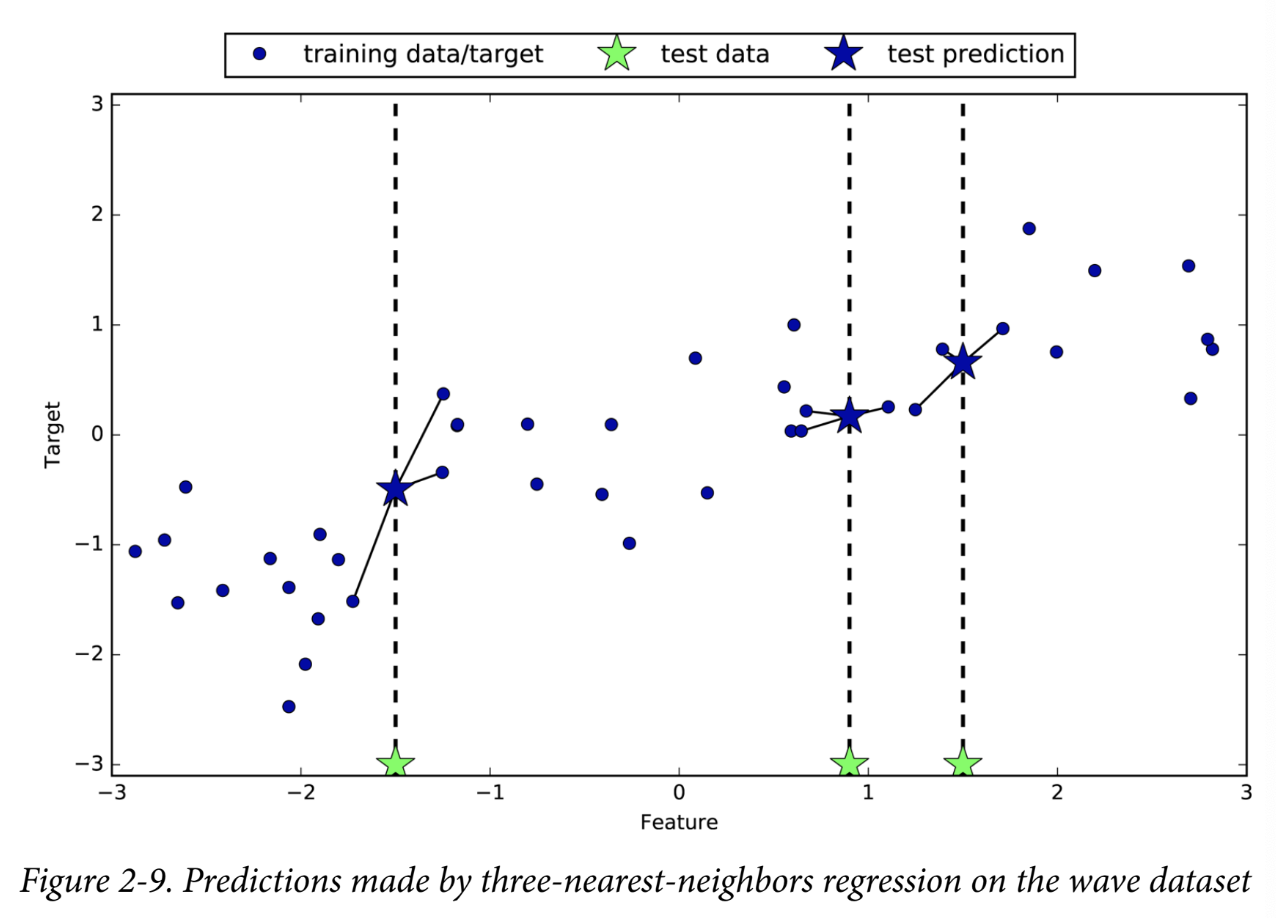 training data/target test data test prediction
3
2
1
0
−1
−2
−3
Target
−3 −2 −1 0 1 2 3
Feature
Figure 2-9. Predictions made by three-nearest-neighbors regression on the wave dataset